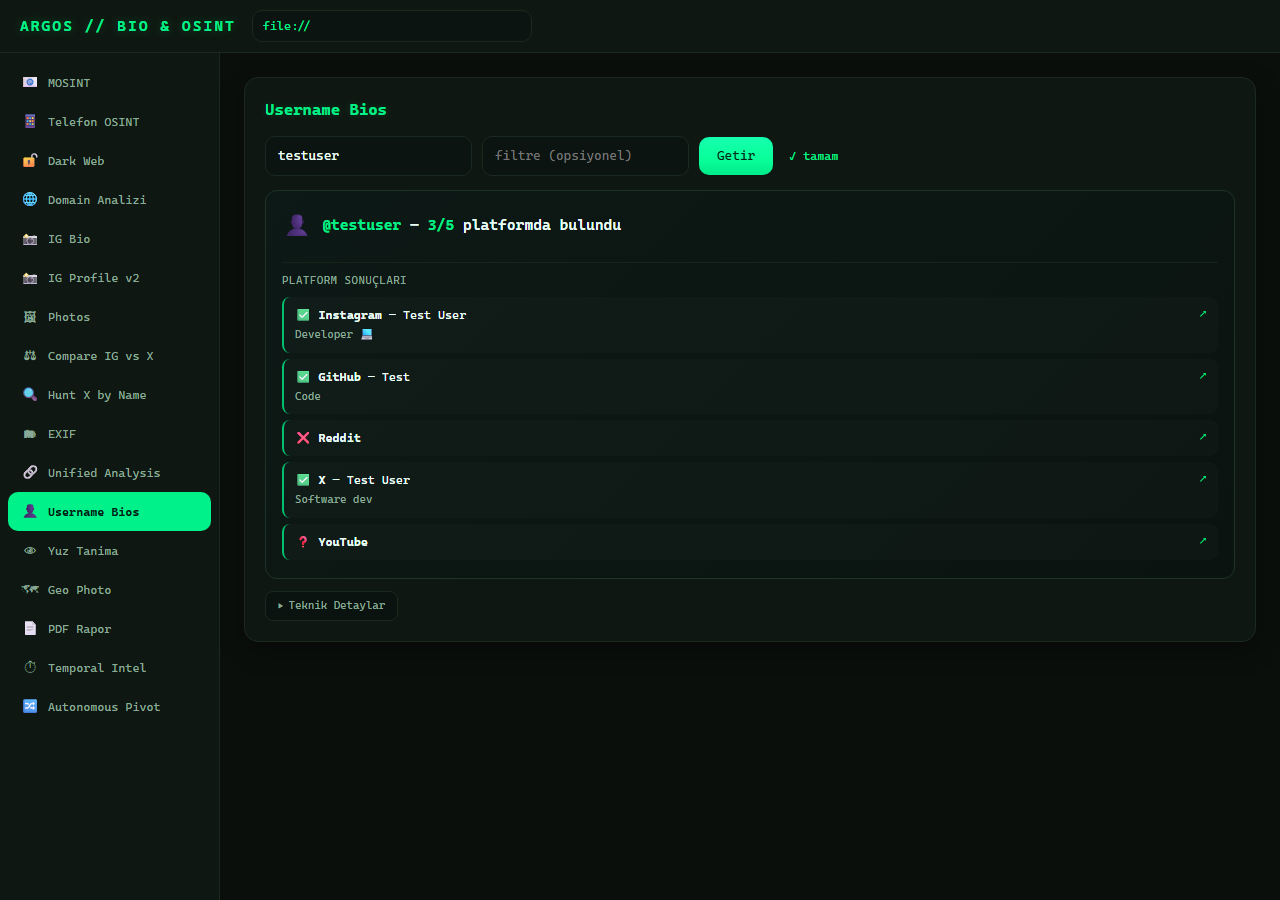 ARGOS // BIO & OSINT
file://
MOSINT
Telefon OSINT
Dark Web
Domain Analizi
IG Bio
IG Profile v2
Photos
Compare IG vs X
Hunt X by Name
EXIF
Unified Analysis
Username Bios
Yuz Tanima
Geo Photo
PDF Rapor
Temporal Intel
Autonomous Pivot
Username Bios
testuser
filtre (opsiyonel)
Getir
✓ tamam
@testuser — 3/5 platformda bulundu
PLATFORM SONUÇLARI
✅ Instagram — Test User ↗
Developer 💻
✅ GitHub — Test ↗
Code
❌ Reddit ↗
✅ X — Test User ↗
Software dev
❓ YouTube ↗
▸ Teknik Detaylar